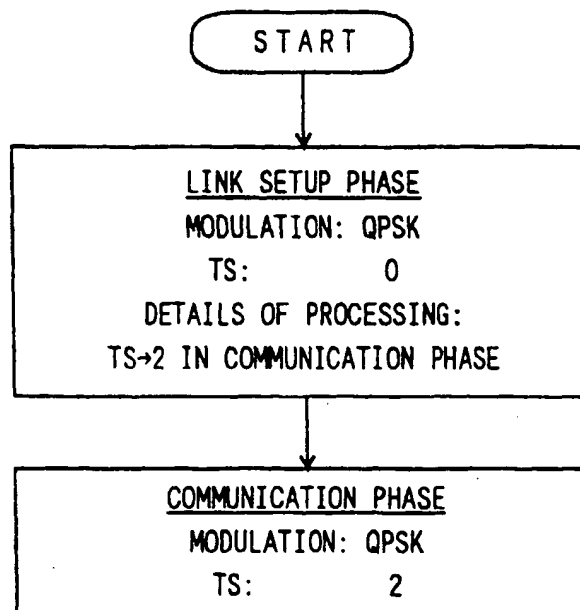 START
LINK SETUP PHASE
MODULATION: QPSK
TS: 0
DETAILS OF PROCESSING:
TS→2 IN COMMUNICATION PHASE
COMMUNICATION PHASE
MODULATION: QPSK
TS: 2